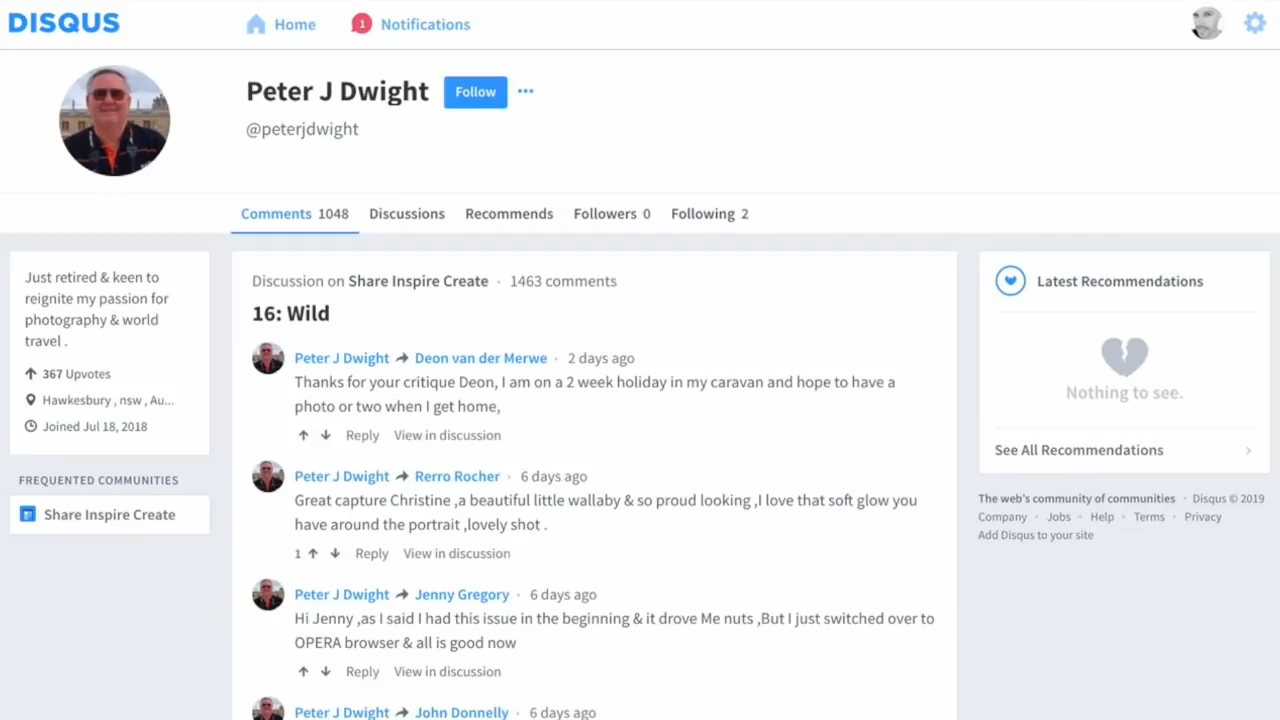 DISQUS
Home
1
Notifications
Peter J Dwight
Follow
@peterjdwight
Comments 1048
Discussions
Recommends
Followers 0
Following 2
Just retired & keen to
reignite my passion for
photography & world
travel .
367 Upvotes
Hawkesbury , nsw , Au...
Joined Jul 18, 2018
FREQUENTED COMMUNITIES
Share Inspire Create
Discussion on Share Inspire Create · 1463 comments
16: Wild
Peter J Dwight Deon van der Merwe · 2 days ago
Thanks for your critique Deon, I am on a 2 week holiday in my caravan and hope to have a
photo or two when I get home,
Reply View in discussion
Peter J Dwight Rerro Rocher · 6 days ago
Great capture Christine ,a beautiful little wallaby & so proud looking ,I love that soft glow you
have around the portrait ,lovely shot .
1 Reply View in discussion
Peter J Dwight Jenny Gregory · 6 days ago
Hi Jenny ,as I said I had this issue in the beginning & it drove Me nuts ,But I just switched over to
OPERA browser & all is good now
Reply View in discussion
Peter J Dwight John Donnelly · 6 days ago
Latest Recommendations
Nothing to see.
See All Recommendations
The web's community of communities · Disqus © 2019
Company · Jobs · Help · Terms · Privacy
Add Disqus to your site